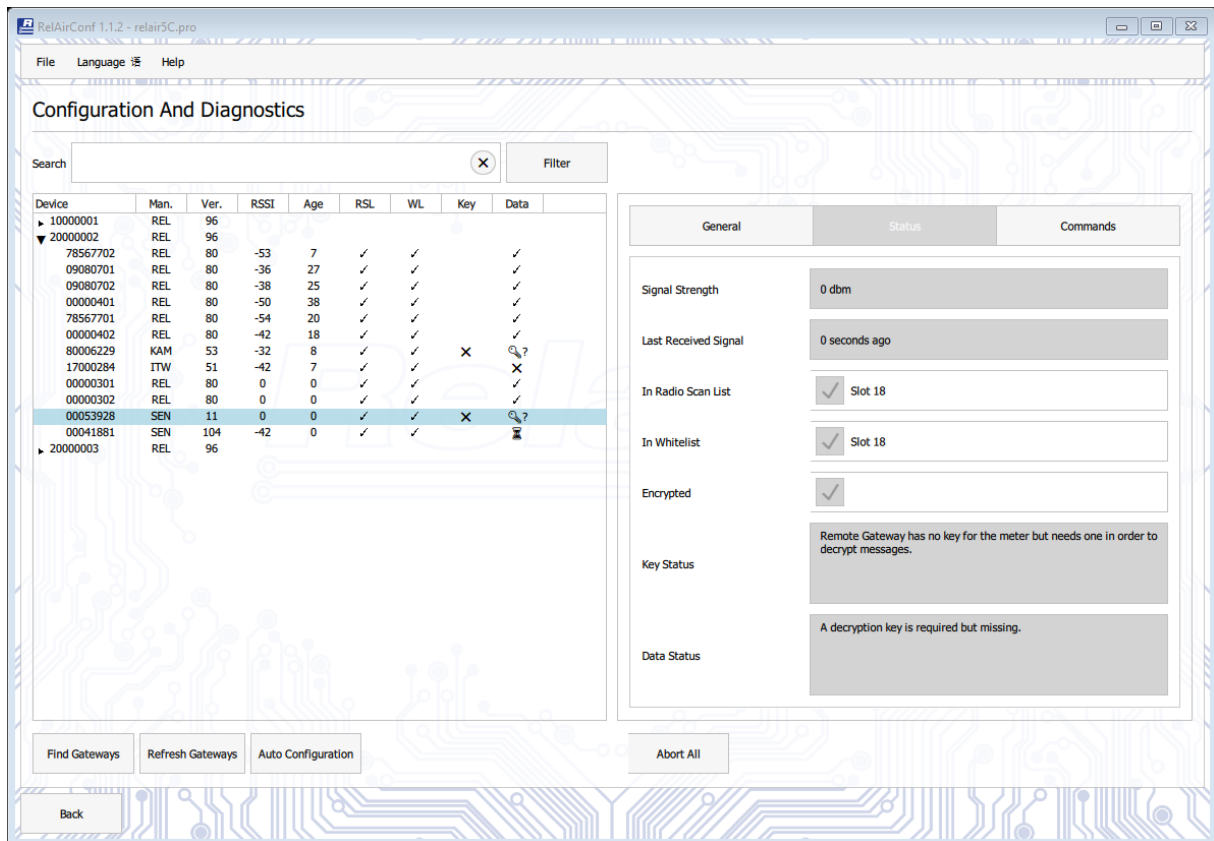 RelAirConf 1.1.2 - relair5C.pro
File Language 语 Help
Configuration And Diagnostics
Search Filter
Device Man. Ver. RSSI Age RSL WL Key Data
10000001 REL 96
20000002 REL 96
78567702 REL 80 -53 7 ✓ ✓ ✓
09080701 REL 80 -36 27 ✓ ✓ ✓
09080702 REL 80 -38 25 ✓ ✓ ✓
00000401 REL 80 -50 38 ✓ ✓ ✓
78567701 REL 80 -54 20 ✓ ✓ ✓
00000402 REL 80 -42 18 ✓ ✓ ✓
80006229 KAM 53 -32 8 ✓ ✓ ✕ ?
17000284 ITW 51 -42 7 ✓ ✓ ✕
00000301 REL 80 0 0 ✓ ✓ ✓
00000302 REL 80 0 0 ✓ ✓ ✓
00053928 SEN 11 0 0 ✓ ✓ ✕ ?
00041881 SEN 104 -42 0 ✓ ✓
20000003 REL 96
Find Gateways Refresh Gateways Auto Configuration
Back
General Status Commands
Signal Strength 0 dbm
Last Received Signal 0 seconds ago
In Radio Scan List Slot 18
In Whitelist Slot 18
Encrypted
Key Status
Remote Gateway has no key for the meter but needs one in order to
decrypt messages.
Data Status
A decryption key is required but missing.
Abort All